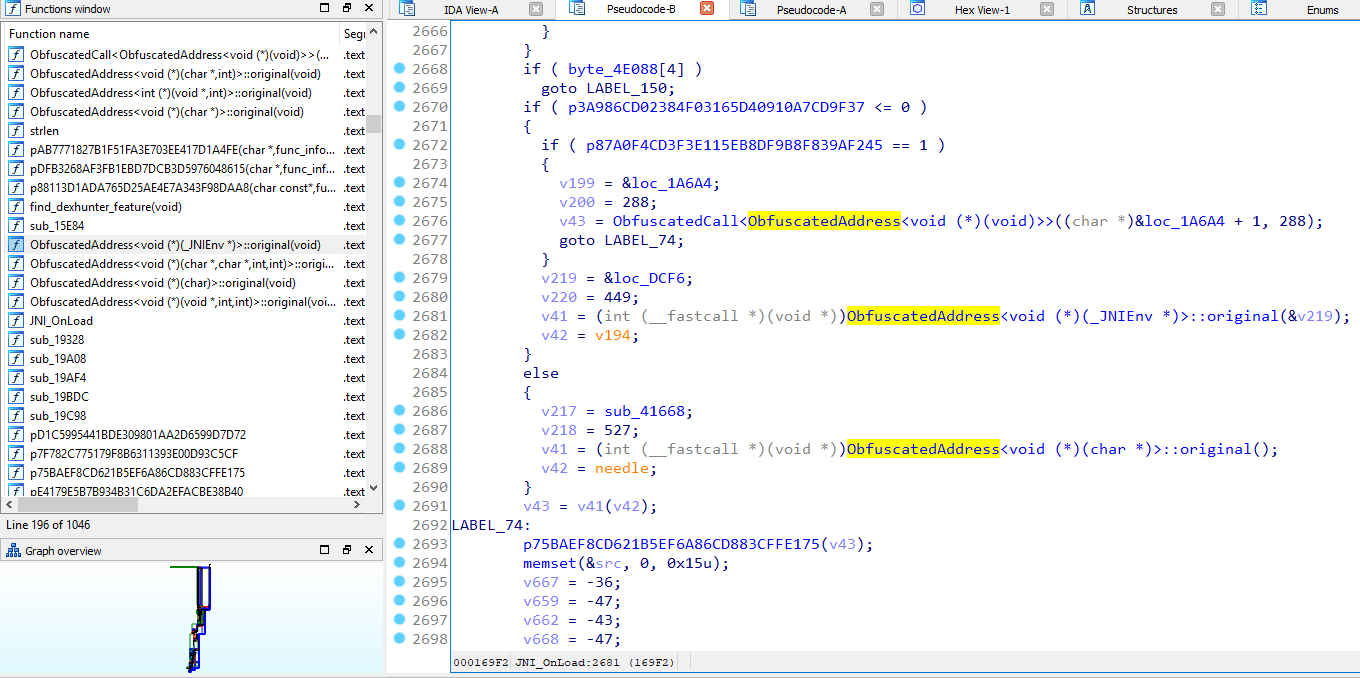 Functions window
Function name
Segı
ObfuscatedCall<ObfuscatedAddress<void (*)(void)>>(...
.text
ObfuscatedAddress<void (*)(char *,int)>::original(void)
.text
ObfuscatedAddress<int (*)(void *,int)>::original(void)
.text
ObfuscatedAddress<void (*)(char *)>::original(void)
.text
strlen
.text
pAB7771827B1F51FA3E703EE417D1A4FE(char *,func_info...
.text
pDFB3268AF3FB1EBD7DCB3D5976048615(char *,func_inf...
.text
p88113D1ADA765D25AE4E7A343F98DAA8(char const*,fu...
.text
find_dexhunter_feature(void)
.text
sub_15E84
.text
ObfuscatedAddress<void (*)(_JNIEnv *)>::original(void)
.text
ObfuscatedAddress<void (*)(char *,char *,int,int)>::origi...
.text
ObfuscatedAddress<void (*)(char)>::original(void)
.text
ObfuscatedAddress<void (*)(void *,int,int)>::original(voi...
.text
JNI_OnLoad
.text
sub_19328
.text
sub_19A08
.text
sub_19AF4
.text
sub_19BDC
.text
sub_19C98
.text
pD1C5995441BDE309801AA2D6599D7D72
.text
p7F782C775179F8B6311393E00D93C5CF
.text
p75BAEF8CD621B5EF6A86CD883CFFE175
.text
pE4179E5B7B934B31C6DA2EFACBE38B40
.text
Line 196 of 1046
Graph overview
IDA View-A
Pseudocode-B
Pseudocode-A
Hex View-1
Structures
Enums
2666 }
2667 }
2668 if ( byte_4E088[4] )
2669 goto LABEL_150;
2670 if ( p3A986CD02384F03165D40910A7CD9F37 <= 0 )
2671 {
2672 if ( p87A0F4CD3F3E115EB8DF9B8F839AF245 == 1 )
2673 {
2674 v199 = &loc_1A6A4;
2675 v200 = 288;
2676 v43 = ObfuscatedCall<ObfuscatedAddress<void (*)(void)>>((char *)&loc_1A6A4 + 1, 288);
2677 goto LABEL_74;
2678 }
2679 v219 = &loc_DCF6;
2680 v220 = 449;
2681 v41 = (int (__fastcall *)(void *))ObfuscatedAddress<void (*)(_JNIEnv *)>::original(&v219);
2682 v42 = v194;
2683 }
2684 else
2685 {
2686 v217 = sub_41668;
2687 v218 = 527;
2688 v41 = (int (__fastcall *)(void *))ObfuscatedAddress<void (*)(char *)>::original();
2689 v42 = needle;
2690 }
2691 v43 = v41(v42);
2692 LABEL_74:
2693 p75BAEF8CD621B5EF6A86CD883CFFE175(v43);
2694 memset(&src, 0, 0x15u);
2695 v667 = -36;
2696 v659 = -47;
2697 v662 = -43;
2698 v668 = -47;
000169F2 JNI_OnLoad:2681 (169F2)